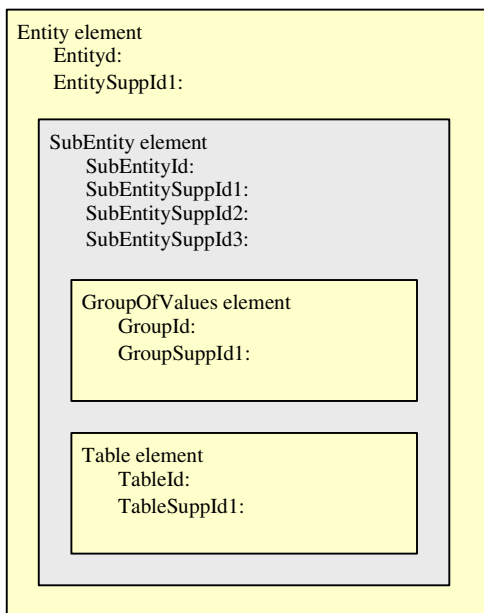 Entity element
Entityd:
EntitySuppId1:
SubEntity element
SubEntityId:
SubEntitySuppId1:
SubEntitySuppId2:
SubEntitySuppId3:
GroupOfValues element
GroupId:
GroupSuppId1:
Table element
TableId:
TableSuppId1: